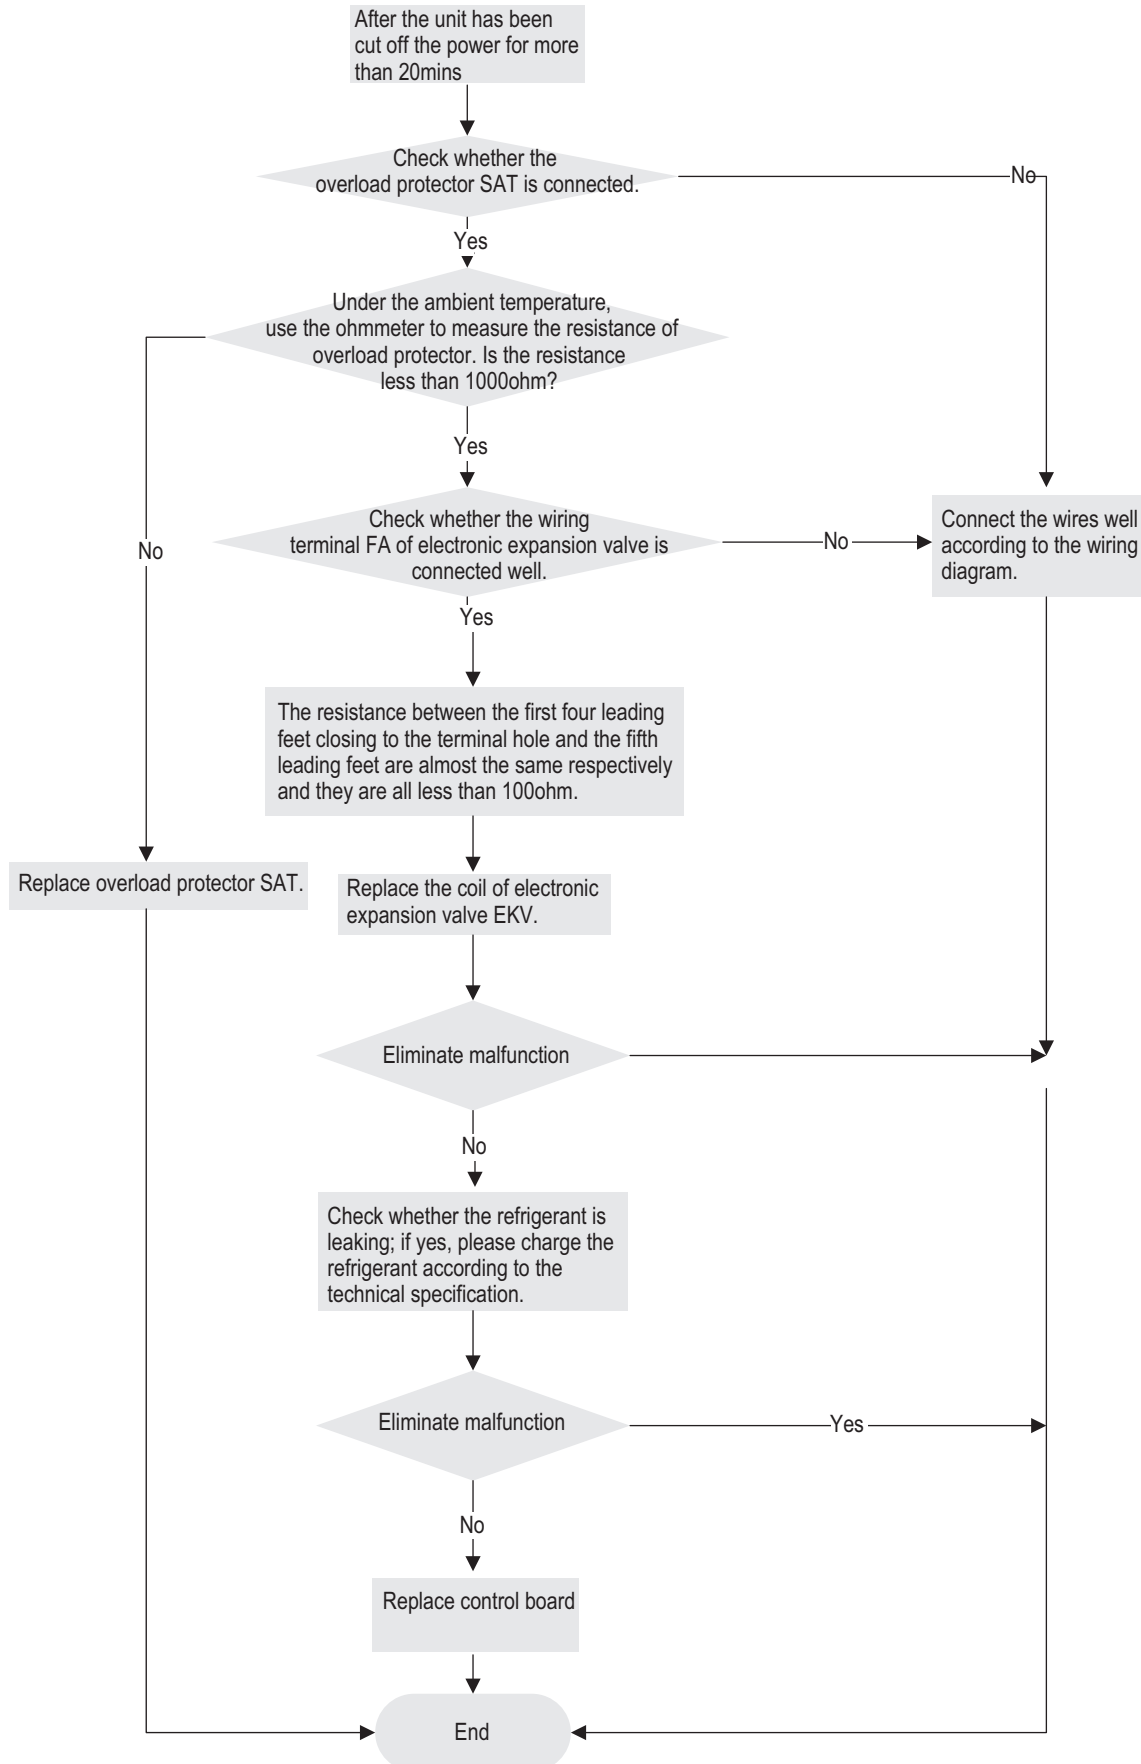 After the unit has been
cut off the power for more
than 20mins
Check whether the
overload protector SAT is connected.
No
Yes
Under the ambient temperature,
use the ohmmeter to measure the resistance of
overload protector. Is the resistance
less than 1000ohm?
Yes
No
Check whether the wiring
terminal FA of electronic expansion valve is
connected well.
No
Connect the wires well
according to the wiring
diagram.
Yes
The resistance between the first four leading
feet closing to the terminal hole and the fifth
leading feet are almost the same respectively
and they are all less than 100ohm.
Replace overload protector SAT.
Replace the coil of electronic
expansion valve EKV.
Eliminate malfunction
No
Check whether the refrigerant is
leaking; if yes, please charge the
refrigerant according to the
technical specification.
Eliminate malfunction
Yes
No
Replace control board
End